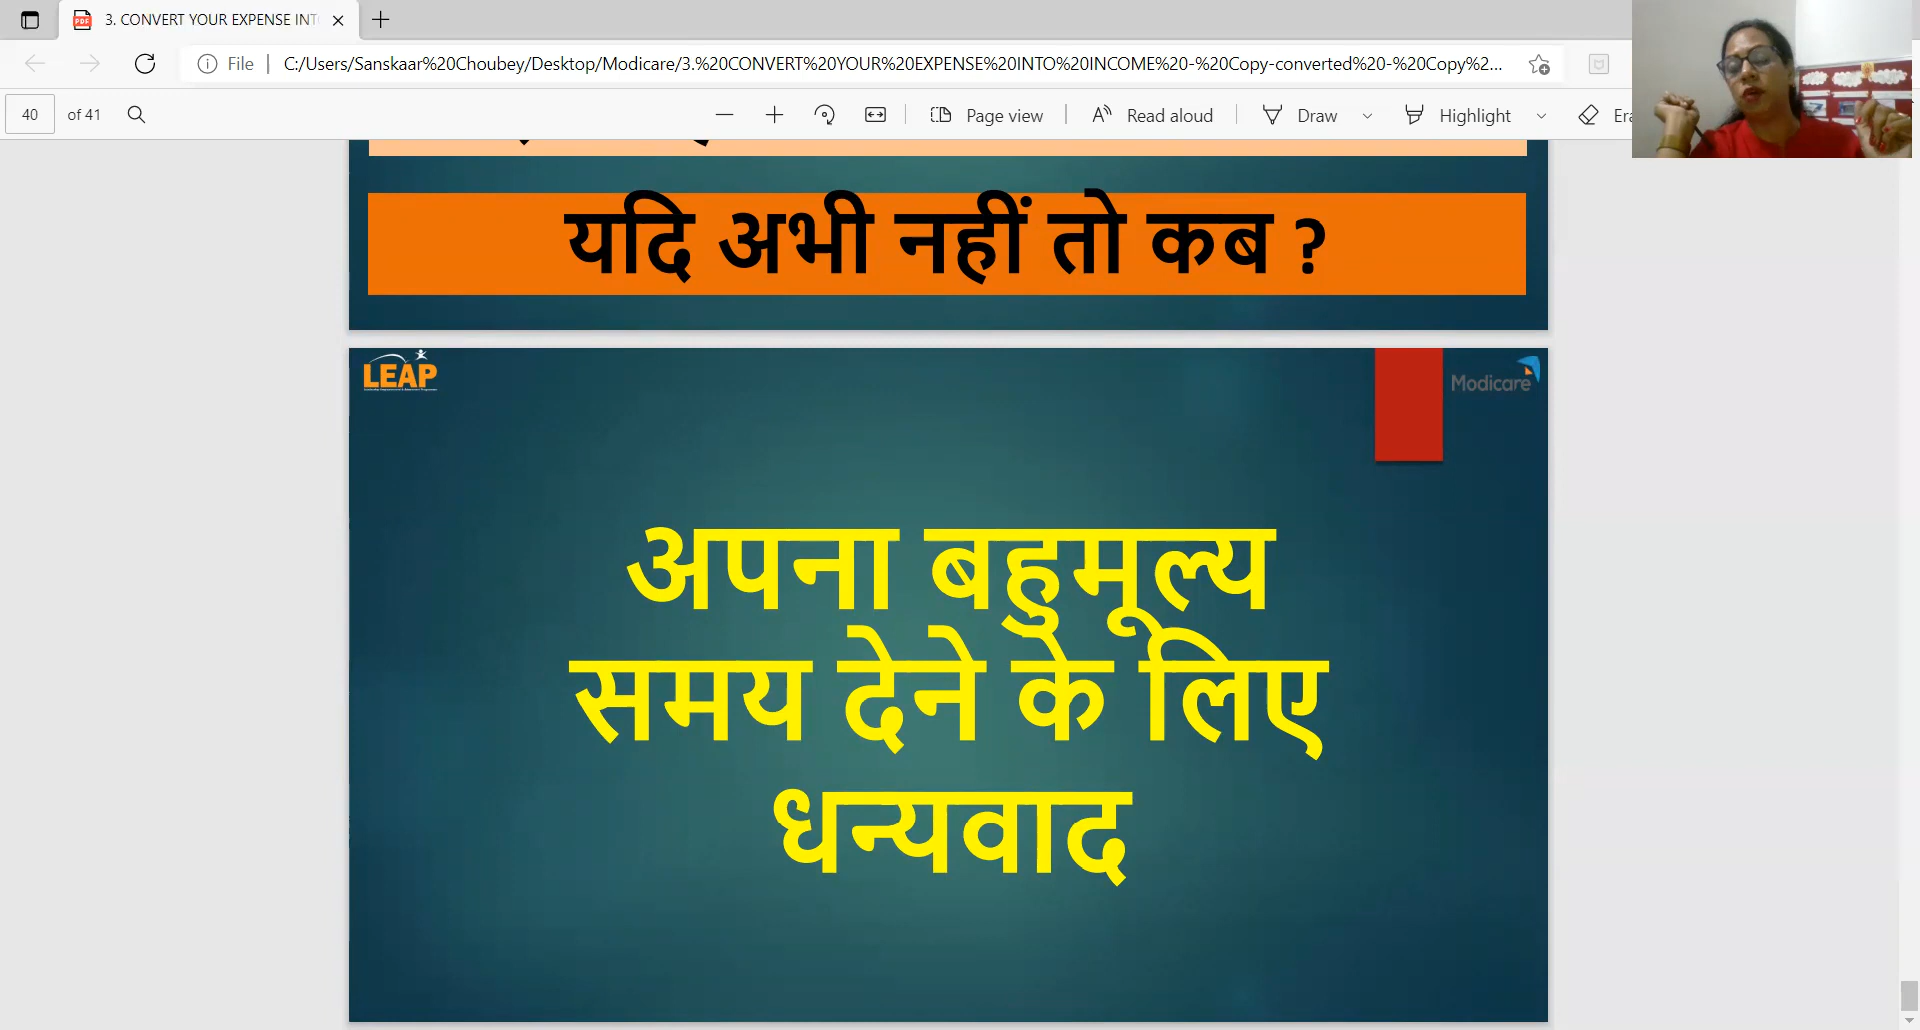 3. CONVERT YOUR EXPENSE INT
File
C:/Users/Sanskaar%20Choubey/Desktop/Modicare/3.%20CONVERT%20YOUR%20EXPENSE%20INTO%20INCOME%20-%20Copy-converted%20-%20Copy%2...
40 of 41
Page view
Read aloud
Draw
Highlight
Era
यदि अभी नहीं तो कब ?
LEAP
Modicare
अपना बहुमूल्य
समय देने के लिए
धन्यवाद